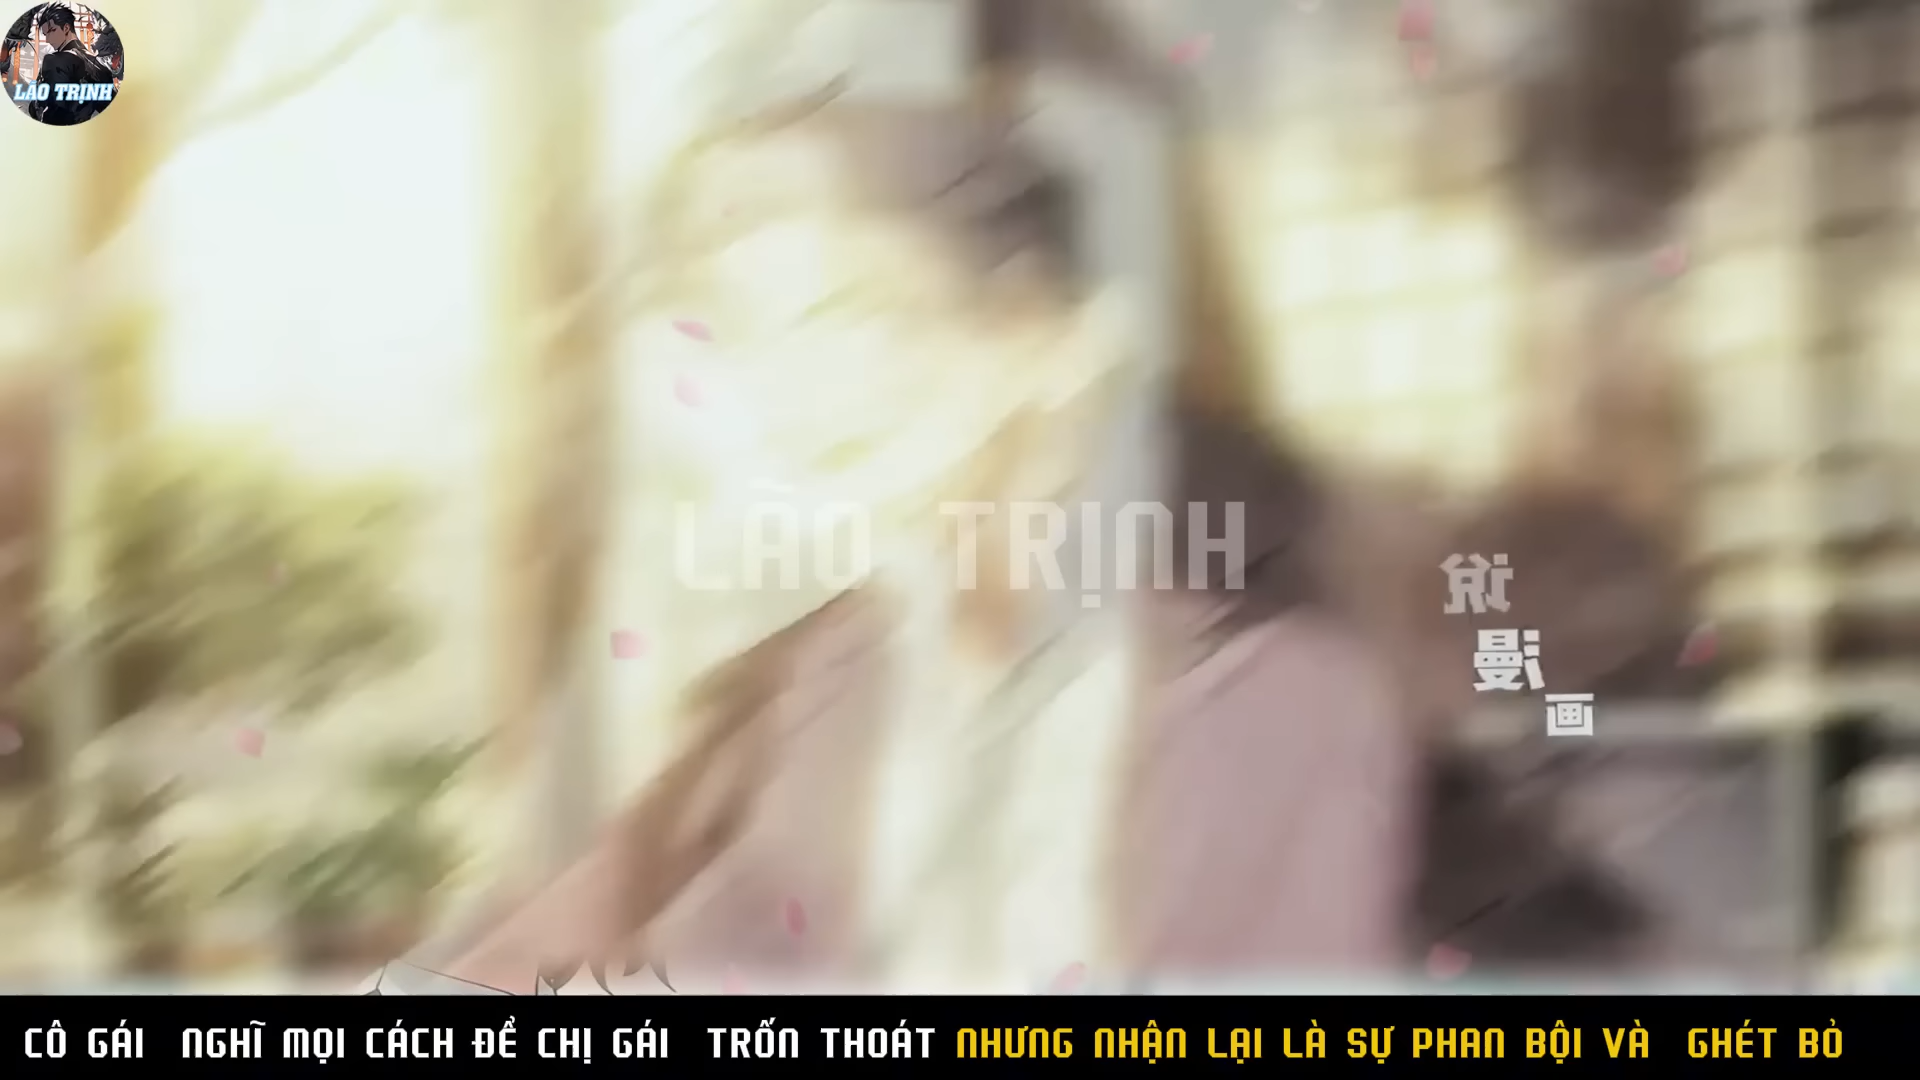 LÃO TRỊNH
LÃO TRỊNH
漫
画
CÔ GÁI NGHĨ MỌI CÁCH ĐỂ CHỊ GÁI TRỐN THOÁT NHƯNG NHẬN LẠI LÀ SỰ PHAN BỘI VÀ GHÉT BỎ